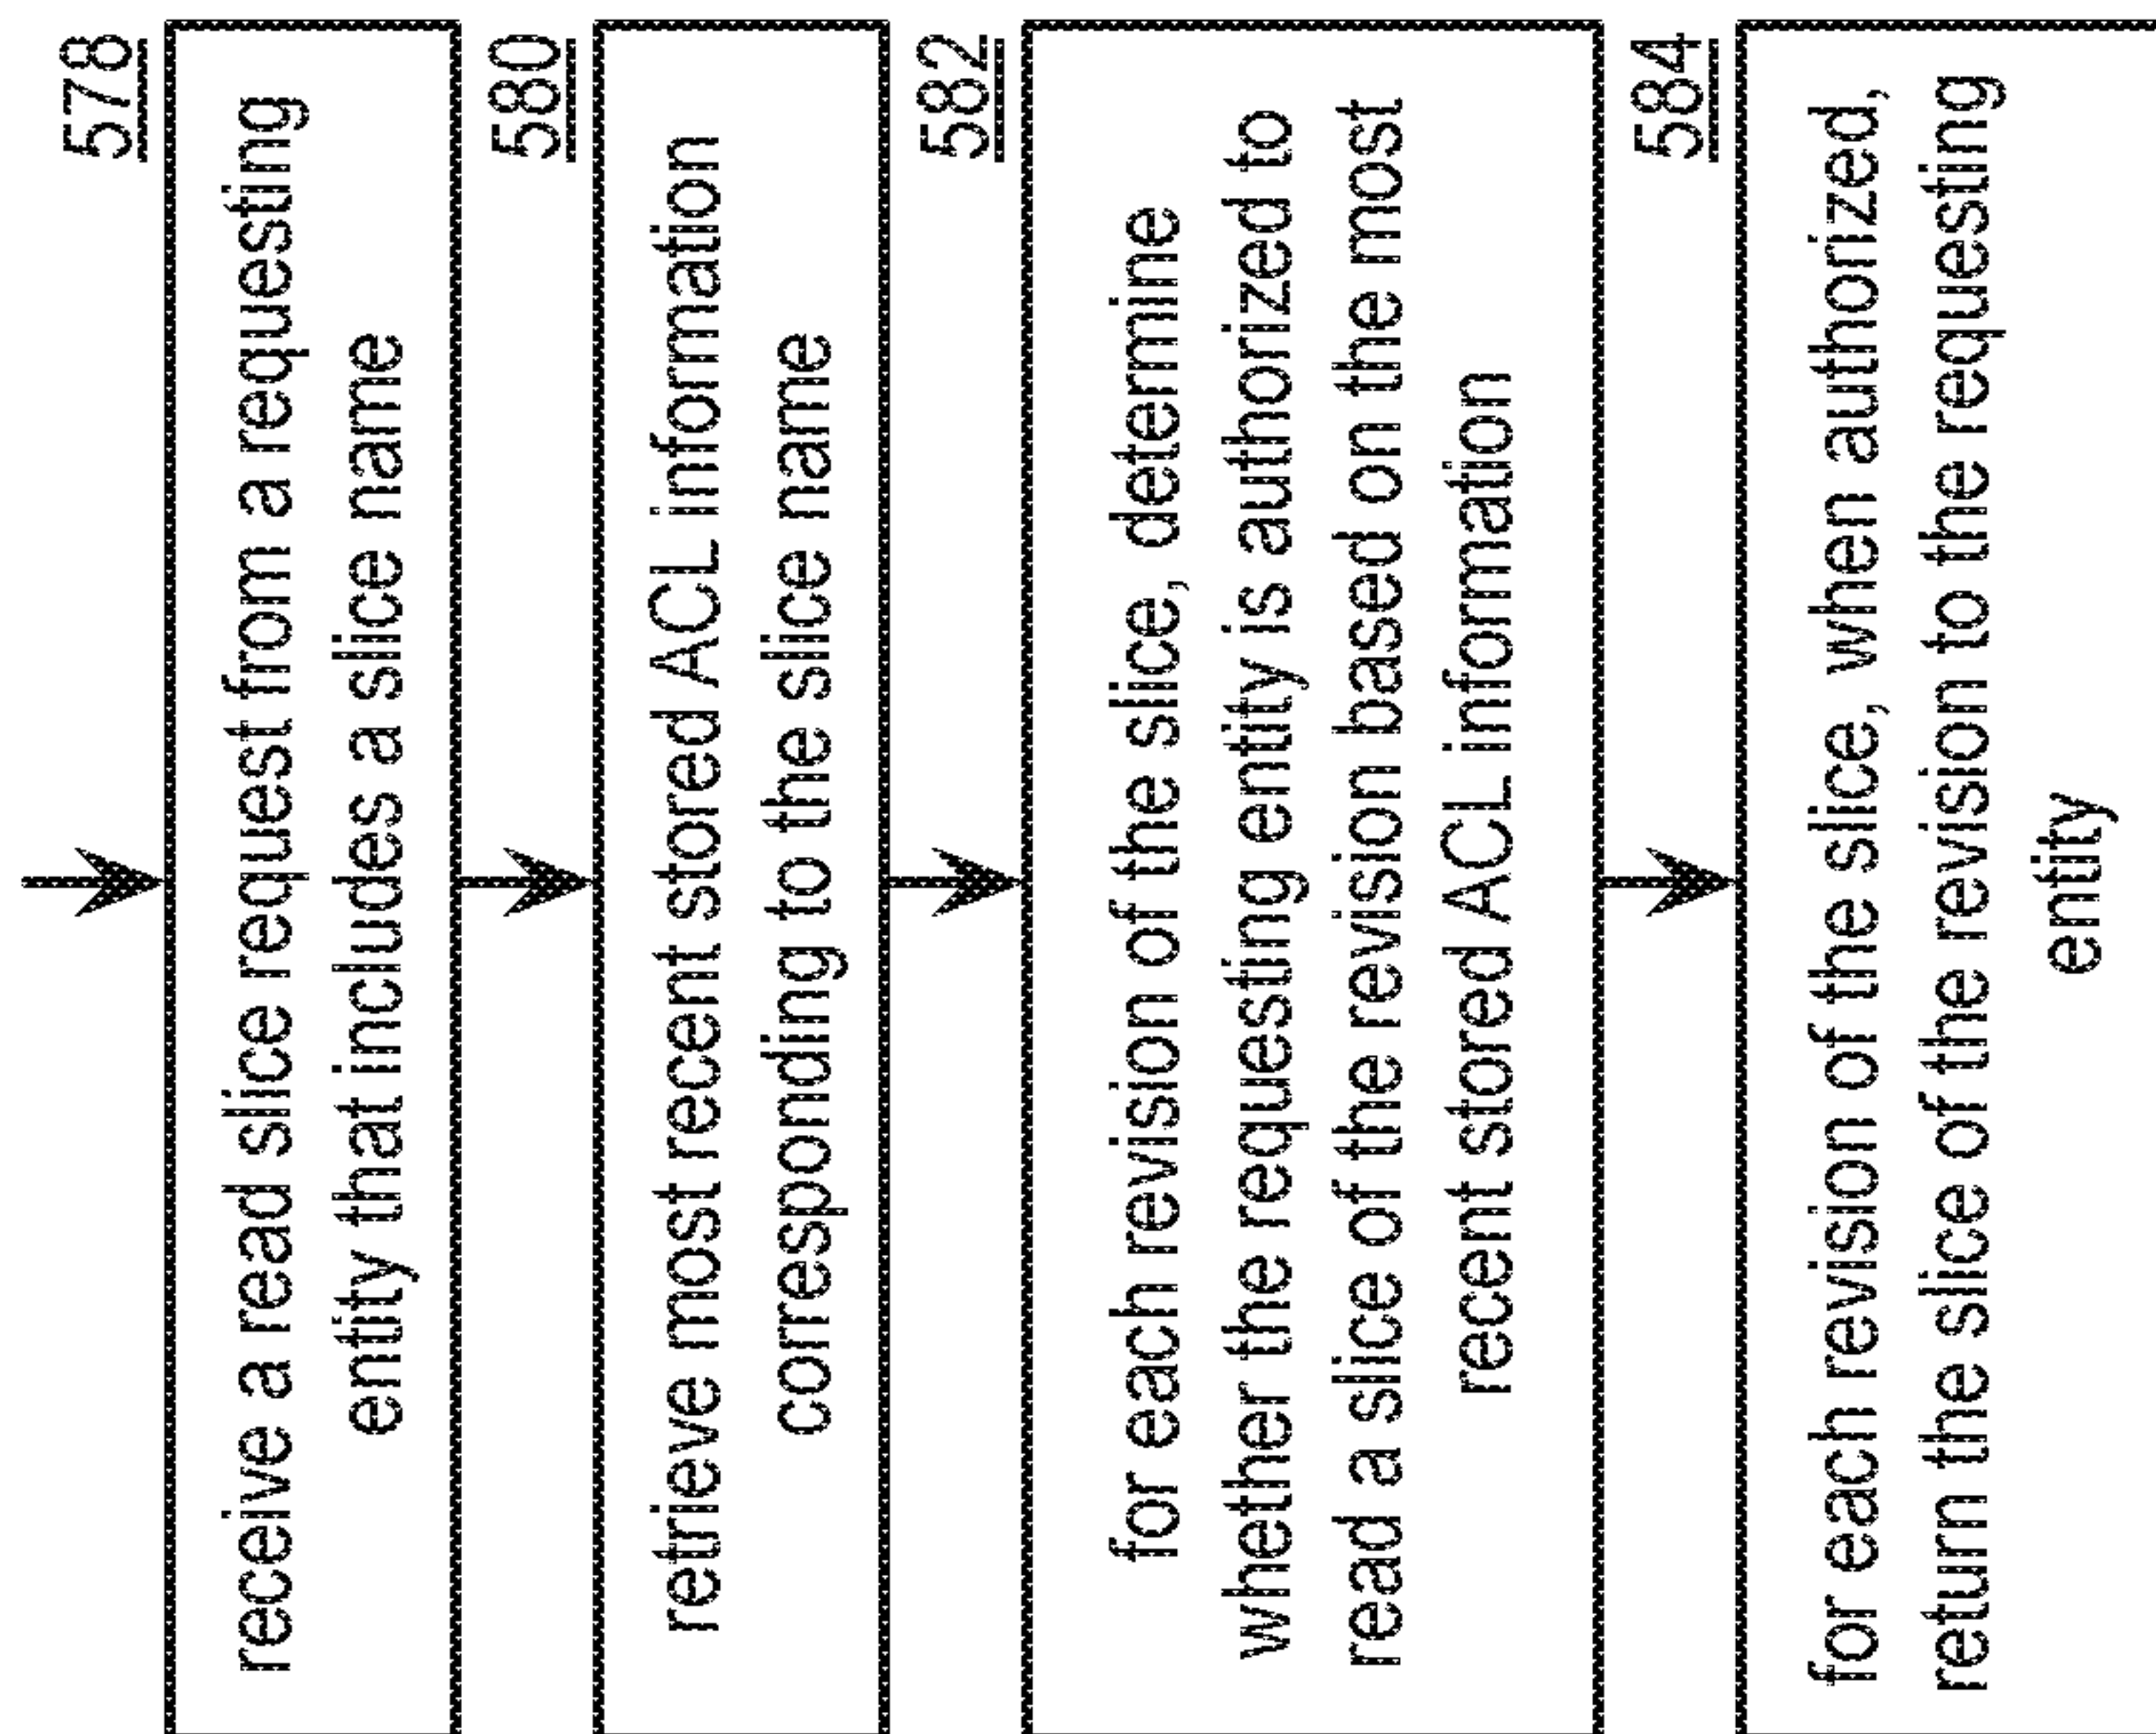 578
receive a read slice request from a requesting
entity that includes a slice name
580
retrieve most recent stored ACL information
corresponding to the slice name
582
for each revision of the slice, determine
whether the requesting entity is authorized to
read a slice of the revision based on the most
recent stored ACL information
584
for each revision of the slice, when authorized,
return the slice of the revision to the requesting
entity